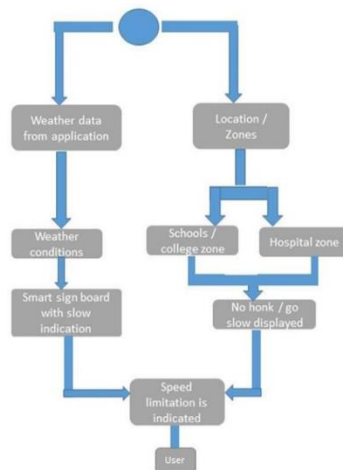 Weather data
from application
Location /
Zones
Weather
conditions
Schools /
college zone
Hospital zone
Smart sign board
with slow
indication
No honk / go
slow displayed
Speed
limitation is
indicated
User